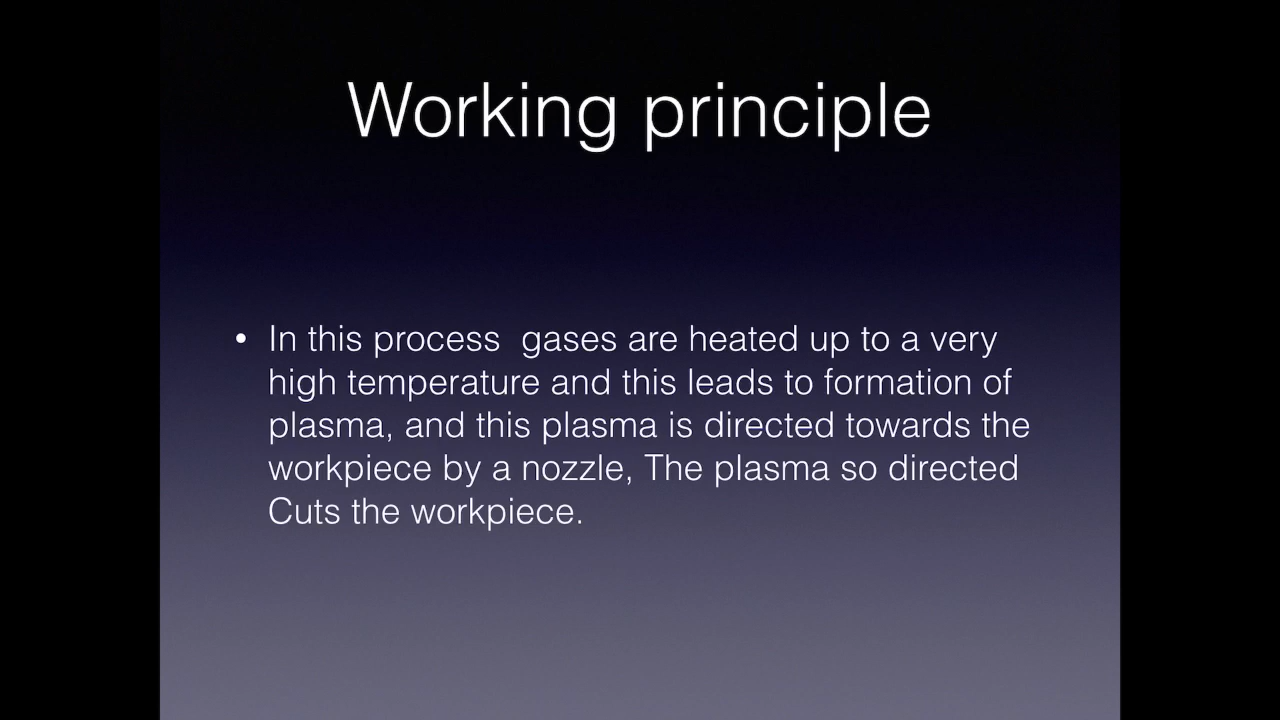 Working principle
• In this process  gases are heated up to a very
high temperature and this leads to formation of
plasma, and this plasma is directed towards the
workpiece by a nozzle, The plasma so directed
Cuts the workpiece.